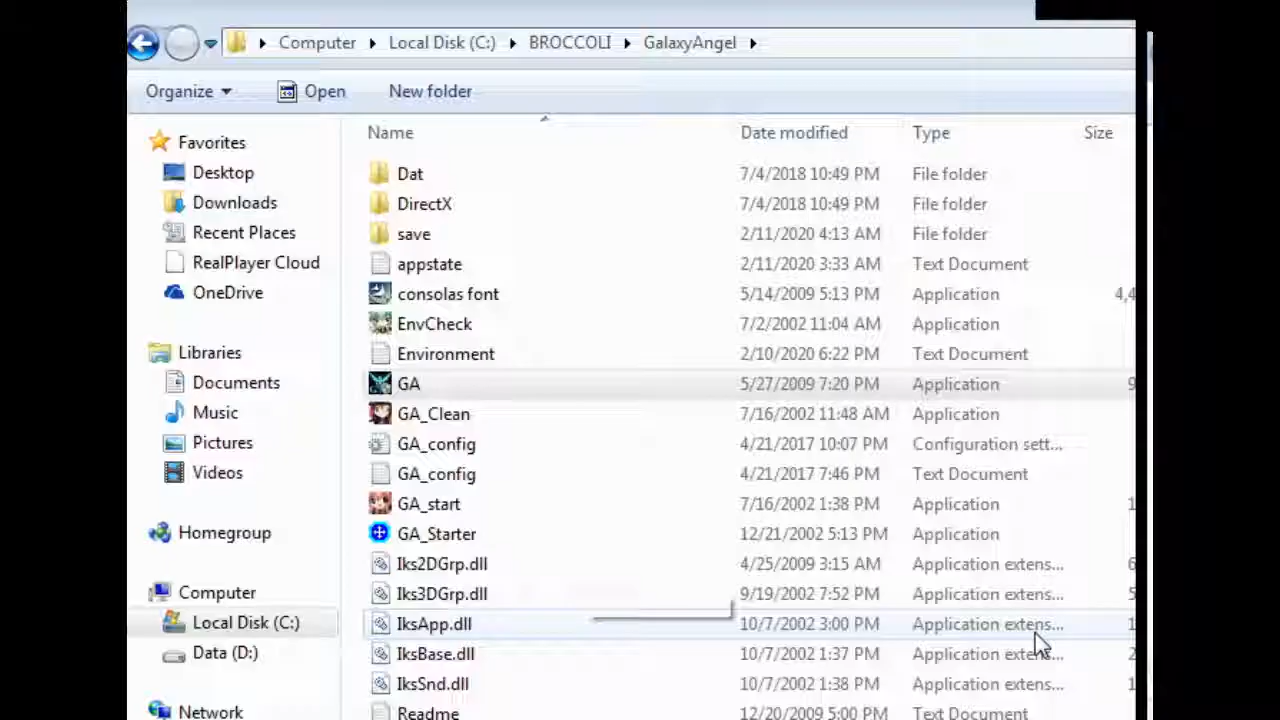 Computer Local Disk (C:) BROCCOLI GalaxyAngel
Organize Open New folder
Name Date modified Type Size
Favorites
Desktop
Downloads
Recent Places
RealPlayer Cloud
OneDrive
Libraries
Documents
Music
Pictures
Videos
Homegroup
Computer
Local Disk (C:)
Data (D:)
Network
Dat 7/4/2018 10:49 PM File folder
DirectX 7/4/2018 10:49 PM File folder
save 2/11/2020 4:13 AM File folder
appstate 2/11/2020 3:33 AM Text Document
consolas font 5/14/2009 5:13 PM Application 4,4
EnvCheck 7/2/2002 11:04 AM Application
Environment 2/10/2020 6:22 PM Text Document
GA 5/27/2009 7:20 PM Application 9
GA_Clean 7/16/2002 11:48 AM Application
GA_config 4/21/2017 10:07 PM Configuration sett...
GA_config 4/21/2017 7:46 PM Text Document
GA_start 7/16/2002 1:38 PM Application 1
GA_Starter 12/21/2002 5:13 PM Application
Iks2DGrp.dll 4/25/2009 3:15 AM Application extens... 6
Iks3DGrp.dll 9/19/2002 7:52 PM Application extens... 5
IksApp.dll 10/7/2002 3:00 PM Application extens... 1
IksBase.dll 10/7/2002 1:37 PM Application extens... 2
IksSnd.dll 10/7/2002 1:38 PM Application extens... 1
Readme 12/20/2009 5:00 PM Text Document